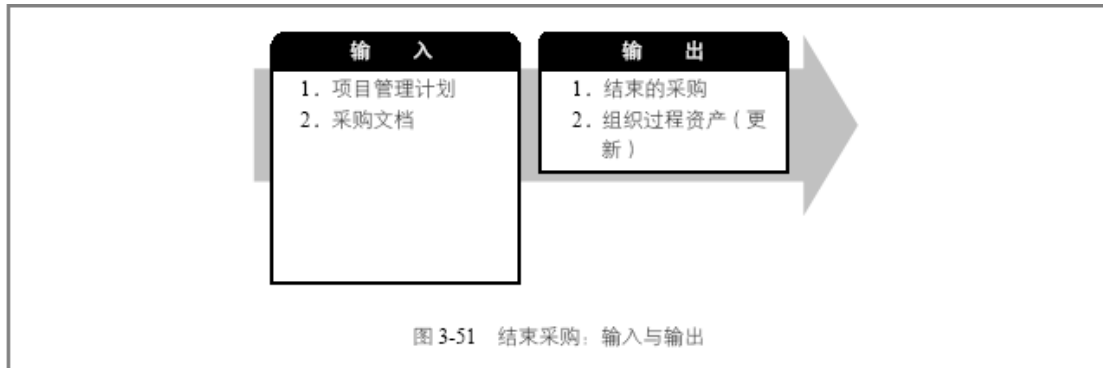 输 入
1. 项目管理计划
2. 采购文档
输 出
1. 结束的采购
2. 组织过程资产（更
新）
图 3-51 结束采购：输入与输出